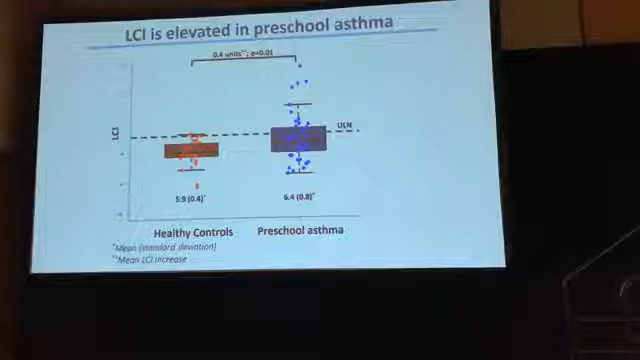 LCI is elevated in preschool asthma
0.4 units**; p=0.01
LCI
ULN
5.9 (0.4)*
6.4 (0.8)*
Healthy Controls
Preschool asthma
*Mean (standard deviation)
**Mean LCI increase